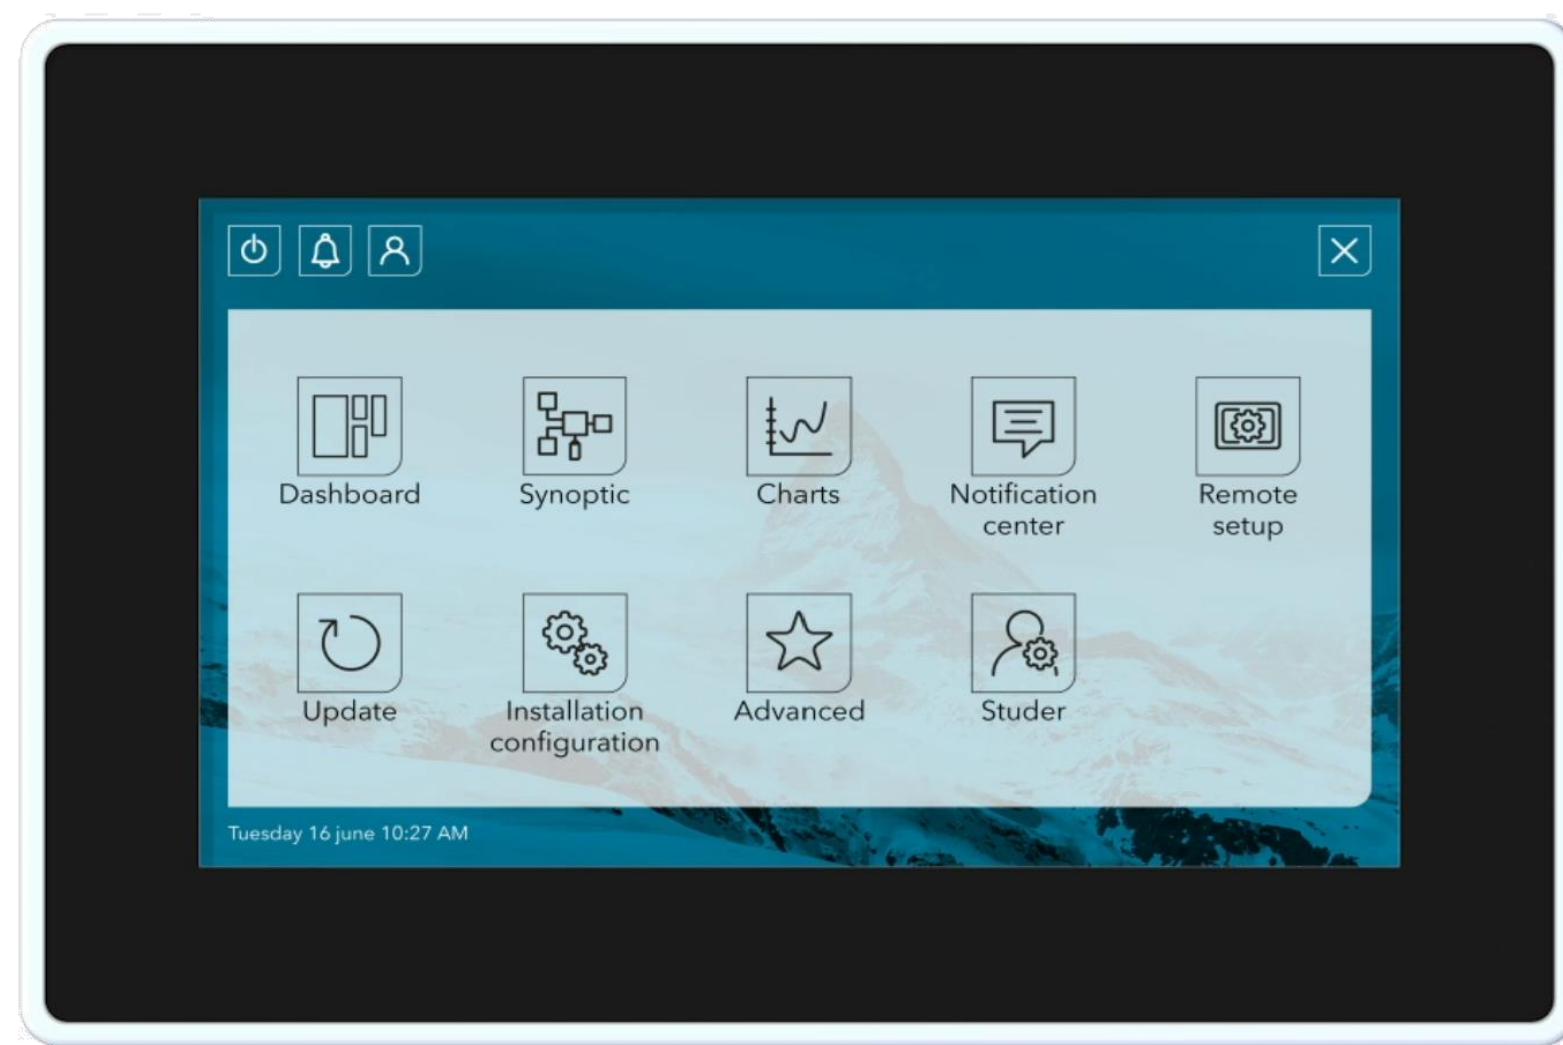 Dashboard
Synoptic
Charts
Notification
center
Remote
setup
Update
Installation
configuration
Advanced
Studer
Tuesday 16 june 10:27 AM